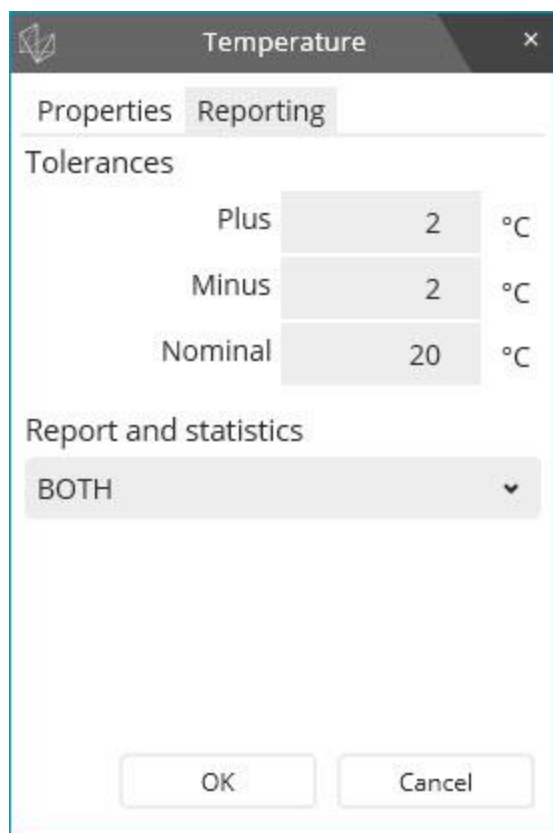 Temperature ×
Properties Reporting
Tolerances
Plus 2 °C
Minus 2 °C
Nominal 20 °C
Report and statistics
BOTH
OK Cancel